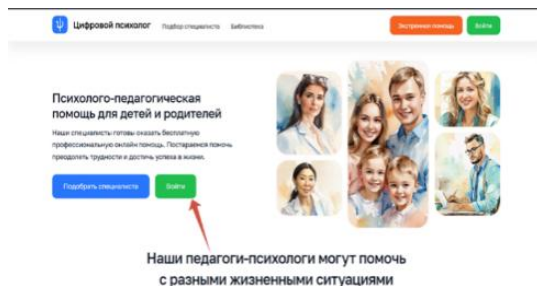 Цифровой психолог
Подбор специалиста
Библиотека
Экстренная помощь
Войти
Психолого-педагогическая
помощь для детей и родителей
Наши специалисты готовы оказать бесплатную
профессиональную онлайн помощь. Постараемся помочь
преодолеть трудности и достичь успеха в жизни.
Подобрать специалиста
Войти
Наши педагоги-психологи могут помочь
с разными жизненными ситуациями